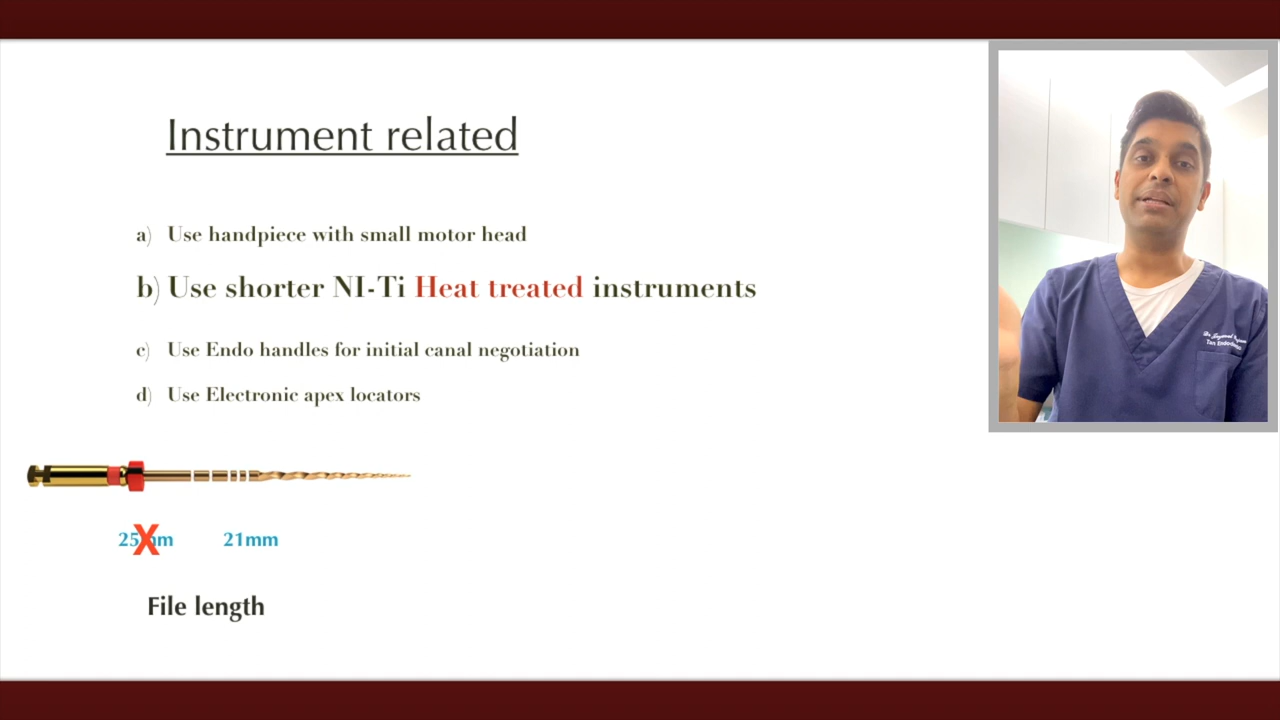 Instrument related
a) Use handpiece with small motor head
b) Use shorter NI-Ti Heat treated instruments
c) Use Endo handles for initial canal negotiation
d) Use Electronic apex locators
21mm
File length
Tan